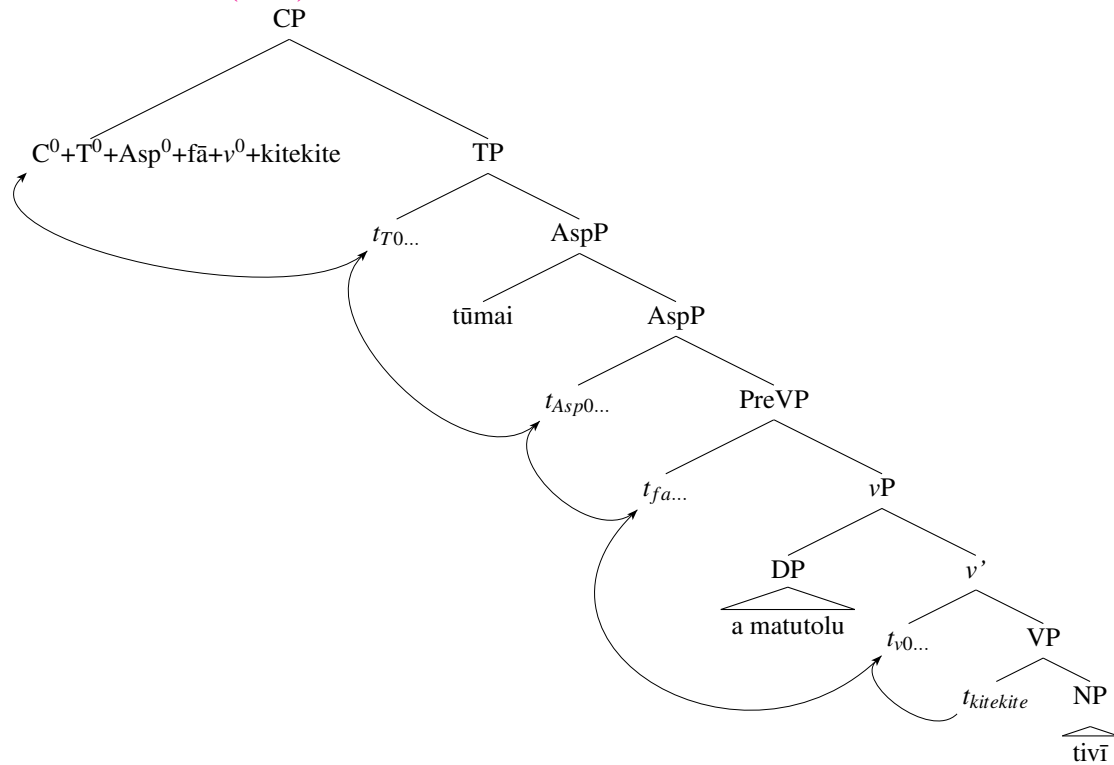 CP
C⁰+T⁰+Asp⁰+fā+v⁰+kitekite TP
t_T0... AspP
tūmai AspP
t_Asp0... PreVP
t_fa... vP
DP v’
a matutolu t_v0... VP
t_kitekite NP
tivī